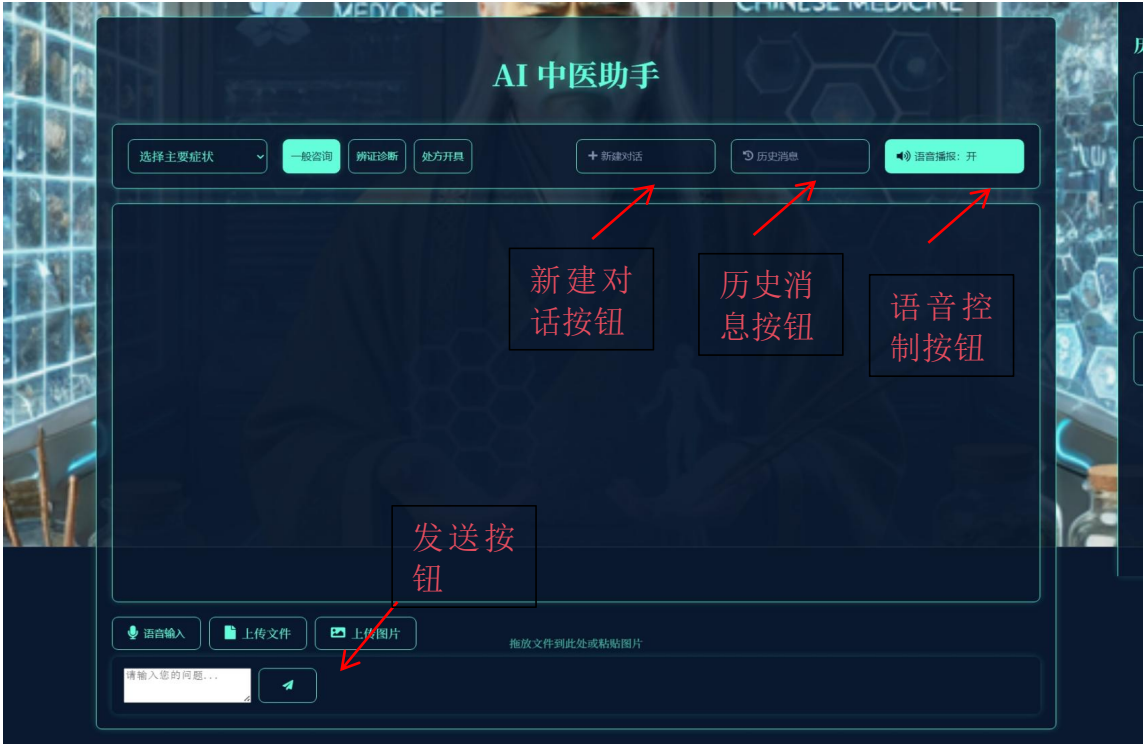 MEDICINE
CHINESE MEDICINE
AI 中医助手
选择主要症状 一般咨询 辨证诊断 处方开具 新建对话 历史消息 语音播报：开
新建对
话按钮
历史消
息按钮
语音控
制按钮
发送按
钮
语音输入 上传文件 上传图片
拖放文件到此处或粘贴图片
请输入您的问题...